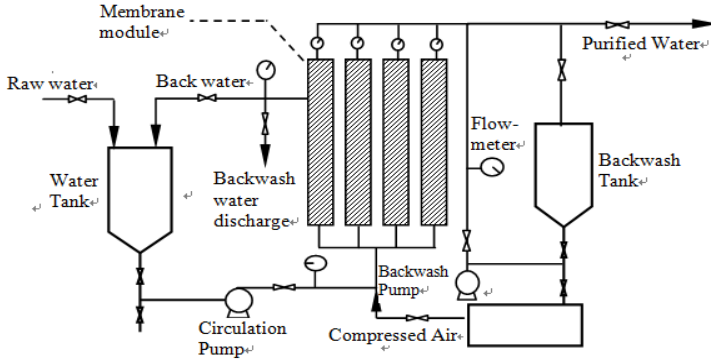 Membrane
module
Raw water
Back water
Purified Water
Flow-
meter
Water
Tank
Backwash
water
discharge
Backwash
Tank
Backwash
Pump
Circulation
Pump
Compressed Air